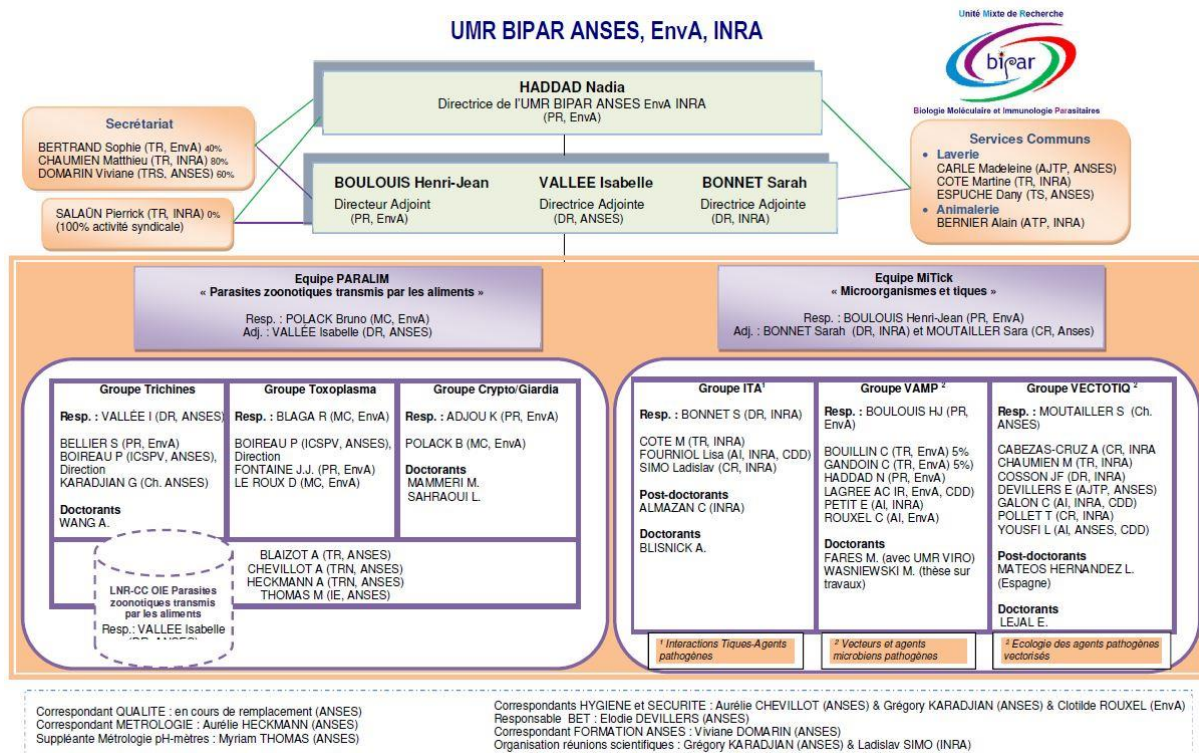 UMR BIPAR ANSES, EnvA, INRA
Unité Mixte de Recherche
bipar
Biologie Moléculaire et Immunologie Parasitaires
HADDAD Nadia
Directrice de l'UMR BIPAR ANSES EnvA INRA
(PR, EnvA)
Secrétariat
BERTRAND Sophie (TR, EnvA) 40%
CHAUMIEN Matthieu (TR, INRA) 80%
DOMARIN Viviane (TRS, ANSES) 60%
SALAÜN Pierrick (TR, INRA) 0%
(100% activité syndicale)
BOULOUIS Henri-Jean
Directeur Adjoint
(PR, EnvA)
VALLEE Isabelle
Directrice Adjointe
(DR, ANSES)
BONNET Sarah
Directrice Adjointe
(DR, INRA)
Services Communs
• Laverie
CARLE Madeleine (AJTP, ANSES)
COTE Martine (TR, INRA)
ESPUCHE Dany (TS, ANSES)
• Animalerie
BERNIER Alain (ATP, INRA)
Equipe PARALIM
« Parasites zoonotiques transmis par les aliments »
Resp. : POLACK Bruno (MC, EnvA)
Adj. : VALLÉE Isabelle (DR, ANSES)
Equipe MiTick
« Microorganismes et tiques »
Resp. : BOULOUIS Henri-Jean (PR, EnvA)
Adj. : BONNET Sarah (DR, INRA) et MOUTAILLER Sara (CR, Anses)
Groupe Trichines
Resp. : VALLÉE I (DR, ANSES)
BELLIER S (PR, EnvA)
BOIREAU P (ICSPV, ANSES),
Direction
KARADJIAN G (Ch. ANSES)
Doctorants
WANG A.
Groupe Toxoplasma
Resp. : BLAGA R (MC, EnvA)
BOIREAU P (ICSPV, ANSES),
Direction
FONTAINE J.J. (PR, EnvA)
LE ROUX D (MC, EnvA)
Groupe Crypto/Giardia
Resp. : ADJOU K (PR, EnvA)
POLACK B (MC, EnvA)
Doctorants
MAMMERI M.
SAHRAOUI L.
BLAIZOT A (TR, ANSES)
CHEVILLOT A (TRN, ANSES)
HECKMANN A (TRN, ANSES)
THOMAS M (IE, ANSES)
LNR-CC OIE Parasites
zoonotiques transmis
par les aliments
Resp.: VALLEE Isabelle
(DR, ANSES)
Groupe ITA¹
Resp. : BONNET S (DR, INRA)
COTE M (TR, INRA)
FOURNIOL Lisa (AI, INRA, CDD)
SIMO Ladislav (CR, INRA)
Post-doctorants
ALMAZAN C (INRA)
Doctorants
BLISNICK A.
Groupe VAMP ²
Resp. : BOULOUIS HJ (PR,
EnvA)
BOUILLIN C (TR, EnvA) 5%
GANDOIN C (TR, EnvA) 5%)
HADDAD N (PR, EnvA)
LAGREE AC IR, EnvA, CDD)
PETIT E (AI, INRA)
ROUXEL C (AI, EnvA)
Doctorants
FARES M. (avec UMR VIRO)
WASNIEWSKI M. (thèse sur
travaux)
Groupe VECTOTIQ ²
Resp. : MOUTAILLER S (Ch.
ANSES)
CABEZAS-CRUZ A (CR, INRA
CHAUMIEN M (TR, INRA)
COSSON JF (DR, INRA)
DEVILLERS E (AJTP, ANSES)
GALON C (AI, INRA, CDD)
POLLET T (CR, INRA)
YOUSFI L (AI, ANSES, CDD)
Post-doctorants
MATEOS HERNANDEZ L.
(Espagne)
Doctorants
LEJAL E.
¹ Interactions Tiques-Agents
pathogènes
² Vecteurs et agents
microbiens pathogènes
² Ecologie des agents pathogènes
vectorisés
Correspondant QUALITE : en cours de remplacement (ANSES)
Correspondant METROLOGIE : Aurélie HECKMANN (ANSES)
Suppléante Métrologie pH-mètres : Myriam THOMAS (ANSES)
Correspondants HYGIENE et SECURITE : Aurélie CHEVILLOT (ANSES) & Grégory KARADJIAN (ANSES) & Clotilde ROUXEL (EnvA)
Responsable BET : Elodie DEVILLERS (ANSES)
Correspondant FORMATION ANSES : Viviane DOMARIN (ANSES)
Organisation réunions scientifiques : Grégory KARADJIAN (ANSES) & Ladislav SIMO (INRA)